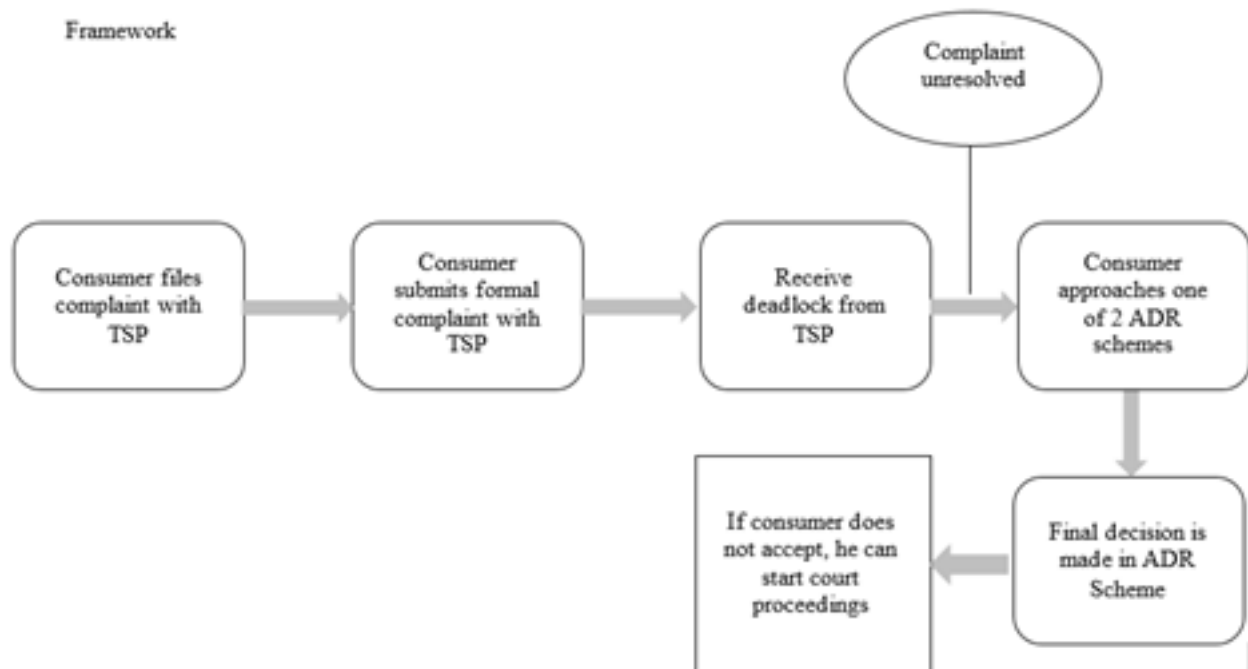 Framework
Complaint
unresolved
Consumer files
complaint with
TSP
Consumer
submits formal
complaint with
TSP
Receive
deadlock from
TSP
Consumer
approaches one
of 2 ADR
schemes
Final decision is
made in ADR
Scheme
If consumer does
not accept, he can
start court
proceedings